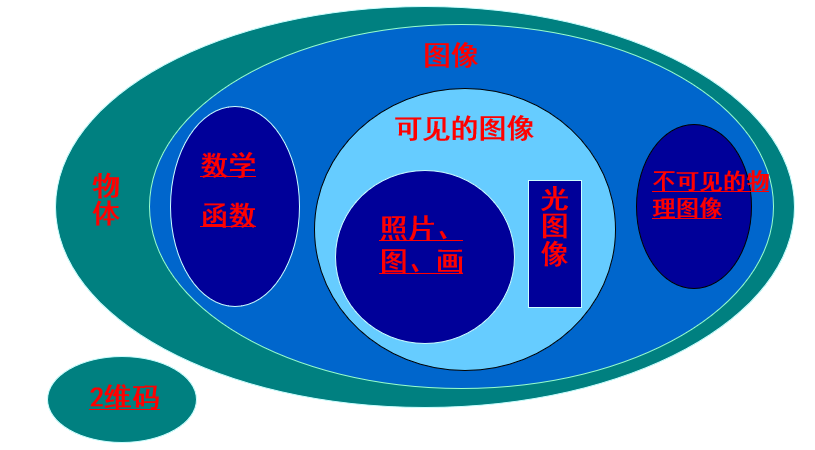 图像
可见的图像
数学
函数
物
体
照片、
图、画
光
图
像
不可见的物
理图像
2维码